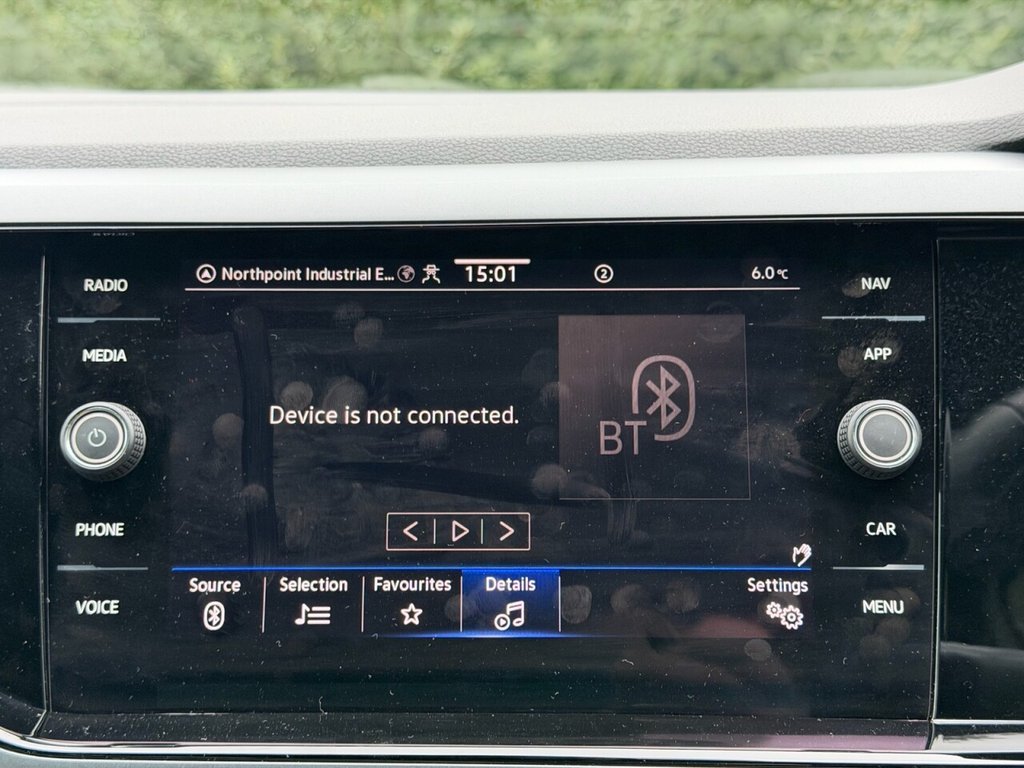 Northpoint Industrial E... 15:01 2 6.0 °C
RADIO
MEDIA
PHONE
VOICE
Device is not connected.
BT
Source
Selection
Favourites
Details
Settings
NAV
APP
CAR
MENU